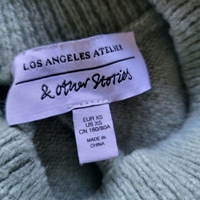 LOS ANGELES ATELIER
& other Stories
EUR XS
US XS
CN 160/80A
MADE IN
CHINA